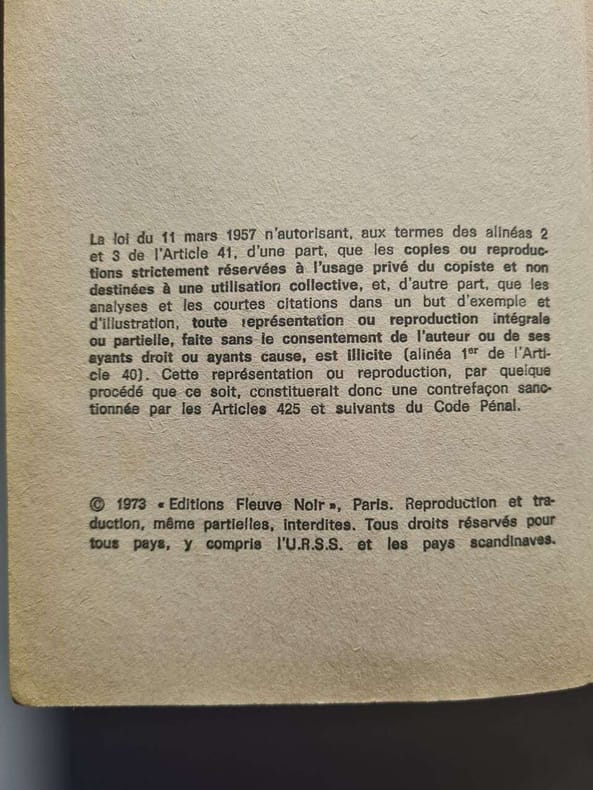 La loi du 11 mars 1957 n'autorisant, aux termes des alinéas 2
et 3 de l'Article 41, d'une part, que les copies ou reproduc-
tions strictement réservées à l'usage privé du copiste et non
destinées à une utilisation collective, et, d'autre part, que les
analyses et les courtes citations dans un but d'exemple et
d'illustration, toute représentation ou reproduction intégrale
ou partielle, faite sans le consentement de l'auteur ou de ses
ayants droit ou ayants cause, est illicite (alinéa 1er de l'Arti-
cle 40). Cette représentation ou reproduction, par quelque
procédé que ce soit, constituerait donc une contrefaçon sanc-
tionnée par les Articles 425 et suivants du Code Pénal.
© 1973 « Editions Fleuve Noir », Paris. Reproduction et tra-
duction, même partielles, interdites. Tous droits réservés pour
tous pays, y compris l'U.R.S.S. et les pays scandinaves.